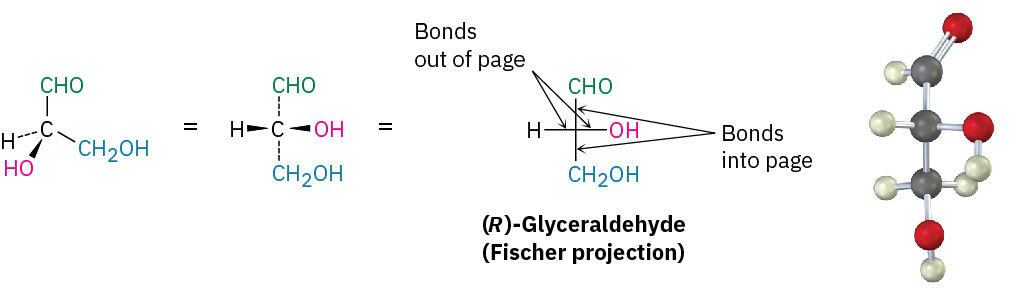 CHO
H
C
HO
CH₂OH
=
CHO
H C OH
CH₂OH
=
Bonds
out of page
CHO
H OH
CH₂OH
Bonds
into page
(R)-Glyceraldehyde
(Fischer projection)